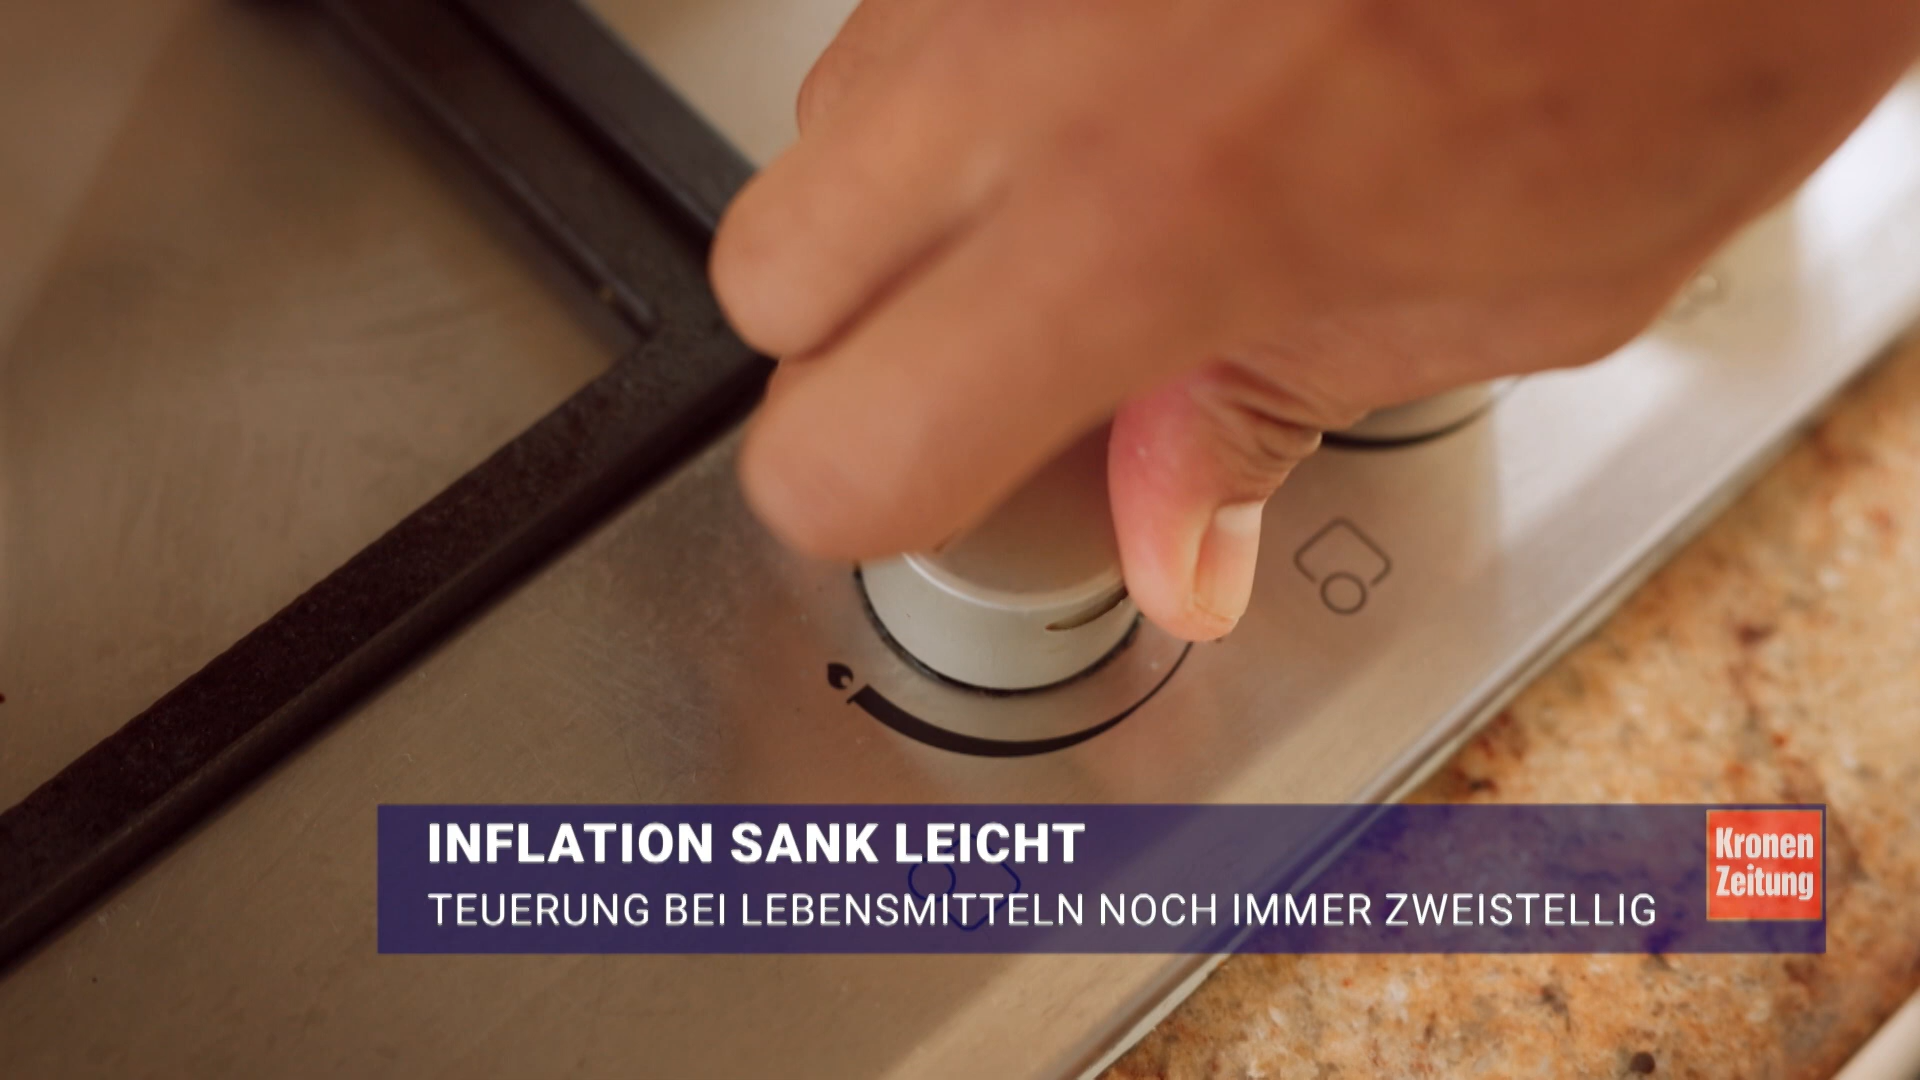 INFLATION SANK LEICHT
TEUERUNG BEI LEBENSMITTELN NOCH IMMER ZWEISTELLIG
Kronen
Zeitung